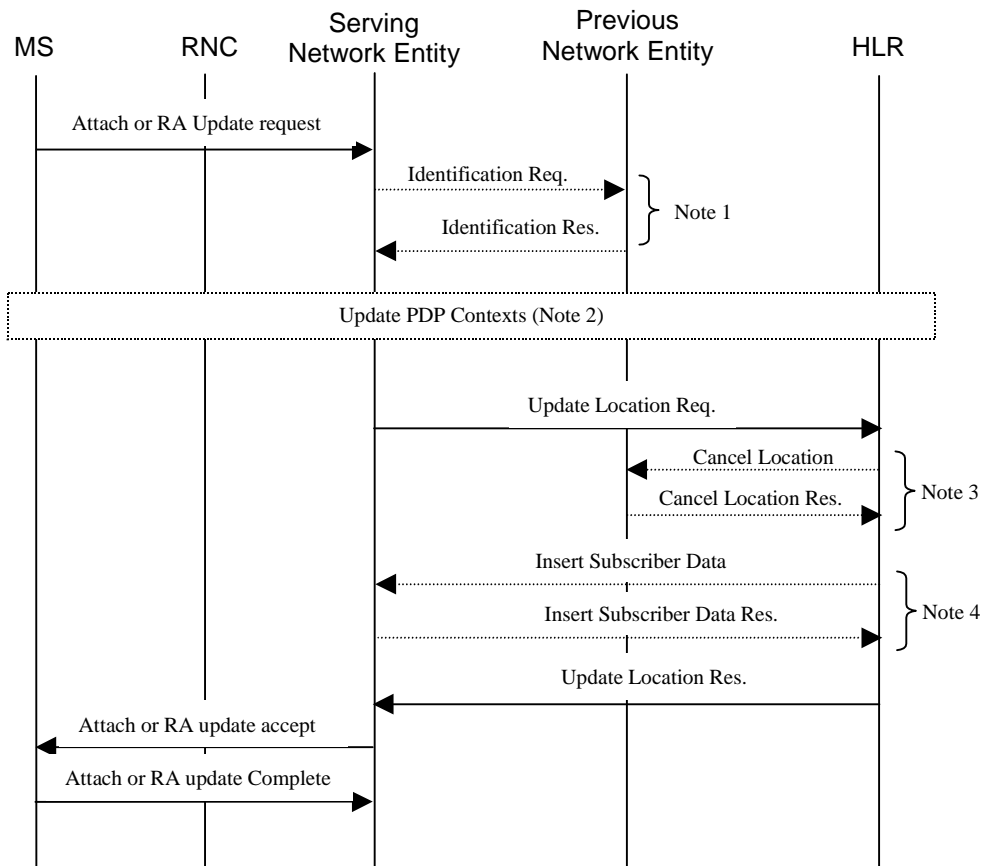 MS
RNC
Serving
Network Entity
Previous
Network Entity
HLR
Attach or RA Update request
Identification Req.
Note 1
Identification Res.
Update PDP Contexts (Note 2)
Update Location Req.
Cancel Location
Note 3
Cancel Location Res.
Insert Subscriber Data
Note 4
Insert Subscriber Data Res.
Update Location Res.
Attach or RA update accept
Attach or RA update Complete